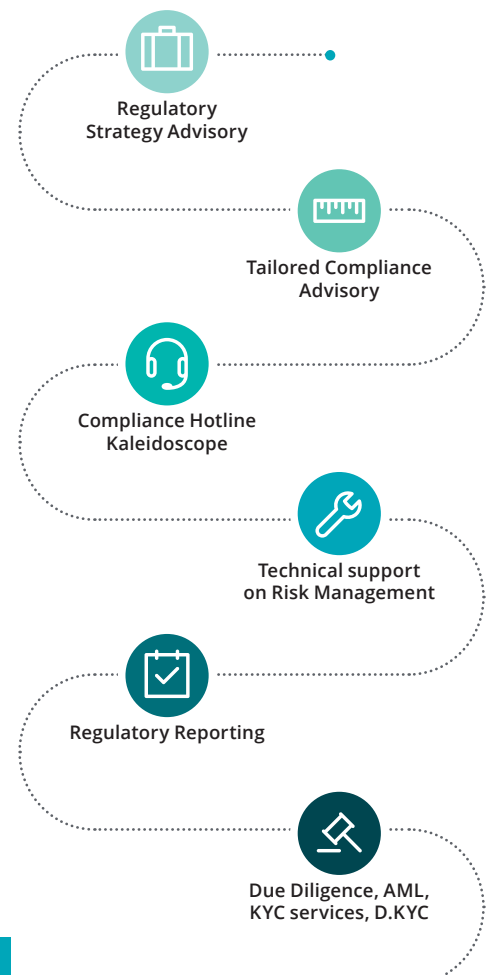 Regulatory
Strategy Advisory
Tailored Compliance
Advisory
Compliance Hotline
Kaleidoscope
Technical support
on Risk Management
Regulatory Reporting
Due Diligence, AML,
KYC services, D.KYC